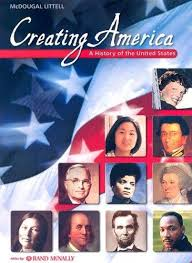 McDOUGAL LITTELL
Creating America
A History of the United States
RAND McNALLY